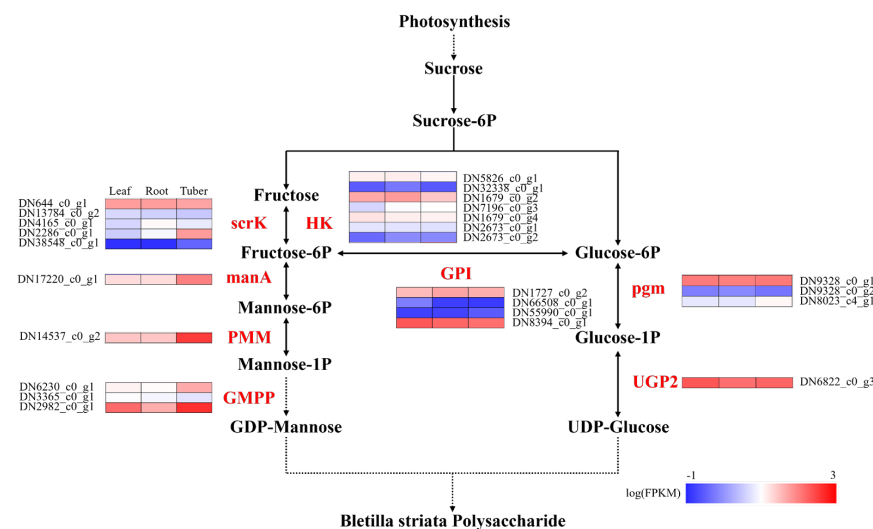 Photosynthesis
Sucrose
Sucrose-6P
Leaf Root Tuber
DN644_c0_g1
DN13784_c0_g2
DN4165_c0_g1
DN2286_c0_g1
DN38548_c0_g1
Fructose
scrK HK
DN5826_c0_g1
DN32338_c0_g1
DN1679_c0_g2
DN7196_c0_g3
DN1679_c0_g4
DN2673_c0_g1
DN2673_c0_g2
Fructose-6P
Glucose-6P
DN17220_c0_g1
manA
GPI
DN1727_c0_g2
DN66508_c0_g1
DN55990_c0_g1
DN8394_c0_g1
pgm
DN9328_c0_g1
DN9328_c0_g2
DN8023_c4_g1
Mannose-6P
DN14537_c0_g2
PMM
Glucose-1P
Mannose-1P
DN6230_c0_g1
DN3365_c0_g1
DN2982_c0_g1
GMPP
UGP2
DN6822_c0_g3
GDP-Mannose
UDP-Glucose
-1 3
log(FPKM)
Bletilla striata Polysaccharide